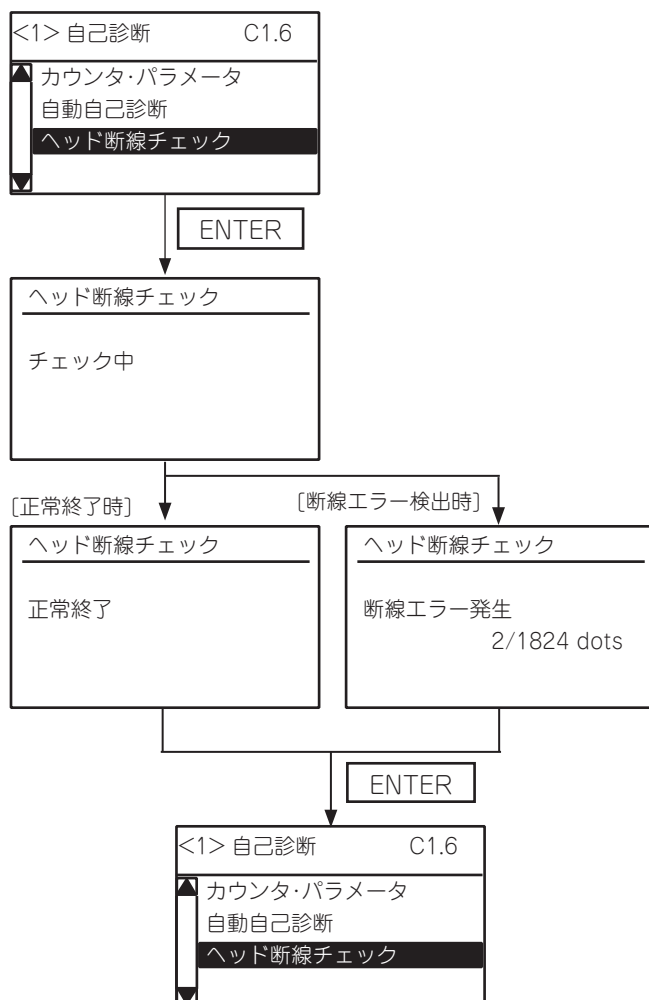 <1> 自己診断 C1.6
カウンタ・パラメータ
自動自己診断
ヘッド断線チェック
ENTER
ヘッド断線チェック
チェック中
[正常終了時]
[断線エラー検出時]
ヘッド断線チェック
正常終了
ヘッド断線チェック
断線エラー発生
2/1824 dots
ENTER
<1> 自己診断 C1.6
カウンタ・パラメータ
自動自己診断
ヘッド断線チェック